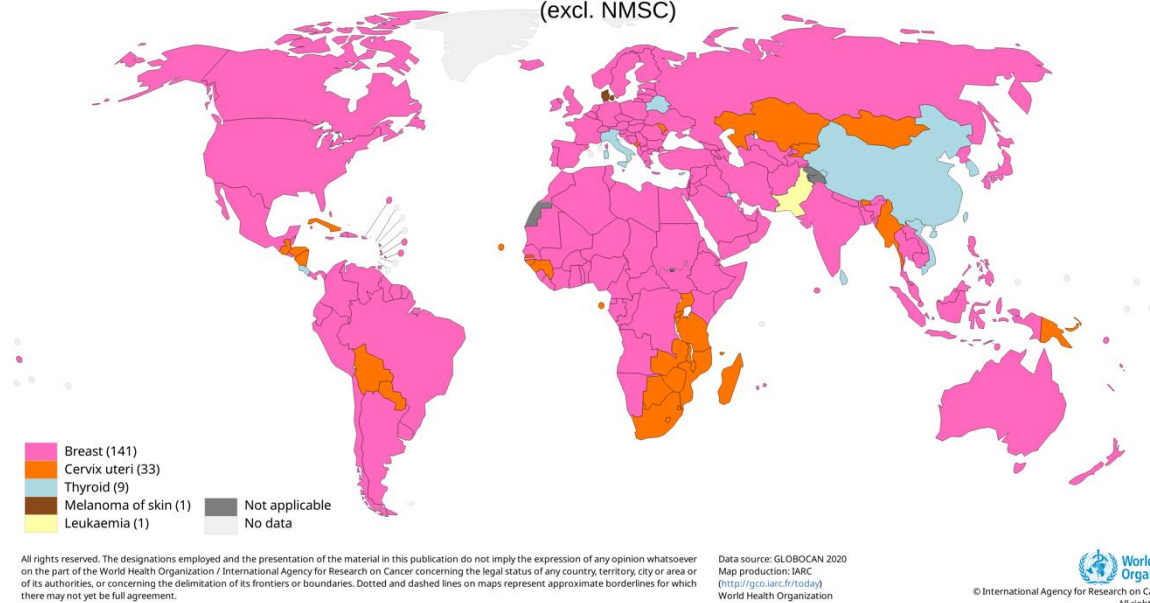 (excl. NMSC)
Breast (141)
Cervix uteri (33)
Thyroid (9)
Melanoma of skin (1)
Leukaemia (1)
Not applicable
No data
All rights reserved. The designations employed and the presentation of the material in this publication do not imply the expression of any opinion whatsoever
on the part of the World Health Organization / International Agency for Research on Cancer concerning the legal status of any country, territory, city or area or
of its authorities, or concerning the delimitation of its frontiers or boundaries. Dotted and dashed lines on maps represent approximate borderlines for which
there may not yet be full agreement.
Data source: GLOBOCAN 2020
Map production: IARC
(http://gco.iarc.fr/today)
World Health Organization
© International Agency for Research on